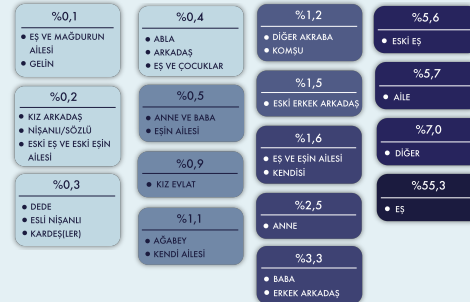 %0,1
EŞ VE MAĞDURUN
AİLESİ
GELİN
%0,2
KIZ ARKADAŞ
NİŞANLI/SÖZLÜ
ESKİ EŞ VE ESKİ EŞİN
AİLESİ
%0,3
DEDE
ESLİ NİŞANLI
KARDEŞ(LER)
%0,4
ABLA
ARKADAŞ
EŞ VE ÇOCUKLAR
%0,5
ANNE VE BABA
EŞİN AİLESİ
%0,9
KIZ EVLAT
%1,1
AĞABEY
KENDİ AİLESİ
%1,2
DİĞER AKRABA
KOMŞU
%1,5
ESKİ ERKEK ARKADAŞ
%1,6
EŞ VE EŞİN AİLESİ
KENDİSİ
%2,5
ANNE
%3,3
BABA
ERKEK ARKADAŞ
%5,6
ESKİ EŞ
%5,7
AİLE
%7,0
DİĞER
%55,3
EŞ